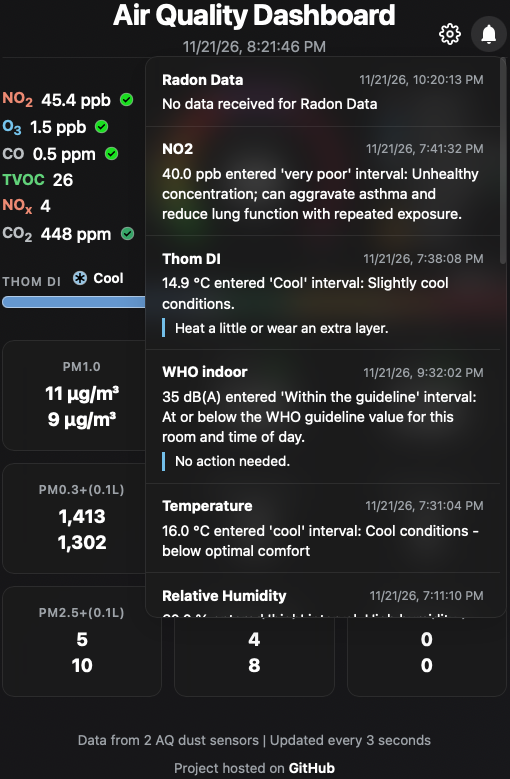 Air Quality Dashboard
11/21/26, 8:21:46 PM
NO2 45.4 ppb
O3 1.5 ppb
CO 0.5 ppm
TVOC 26
NOx 4
CO2 448 ppm
THOM DI Cool
PM1.0
11 µg/m³
9 µg/m³
PM0.3+(0.1L)
1,413
1,302
PM2.5+(0.1L)
5
10
4
8
0
0
Radon Data 11/21/26, 10:20:13 PM
No data received for Radon Data
NO2 11/21/26, 7:41:32 PM
40.0 ppb entered 'very poor' interval: Unhealthy
concentration; can aggravate asthma and
reduce lung function with repeated exposure.
Thom DI 11/21/26, 7:38:08 PM
14.9 °C entered 'Cool' interval: Slightly cool
conditions.
Heat a little or wear an extra layer.
WHO indoor 11/21/26, 9:32:02 PM
35 dB(A) entered 'Within the guideline' interval:
At or below the WHO guideline value for this
room and time of day.
No action needed.
Temperature 11/21/26, 7:31:04 PM
16.0 °C entered 'cool' interval: Cool conditions -
below optimal comfort
Relative Humidity 11/21/26, 7:11:10 PM
Data from 2 AQ dust sensors | Updated every 3 seconds
Project hosted on GitHub